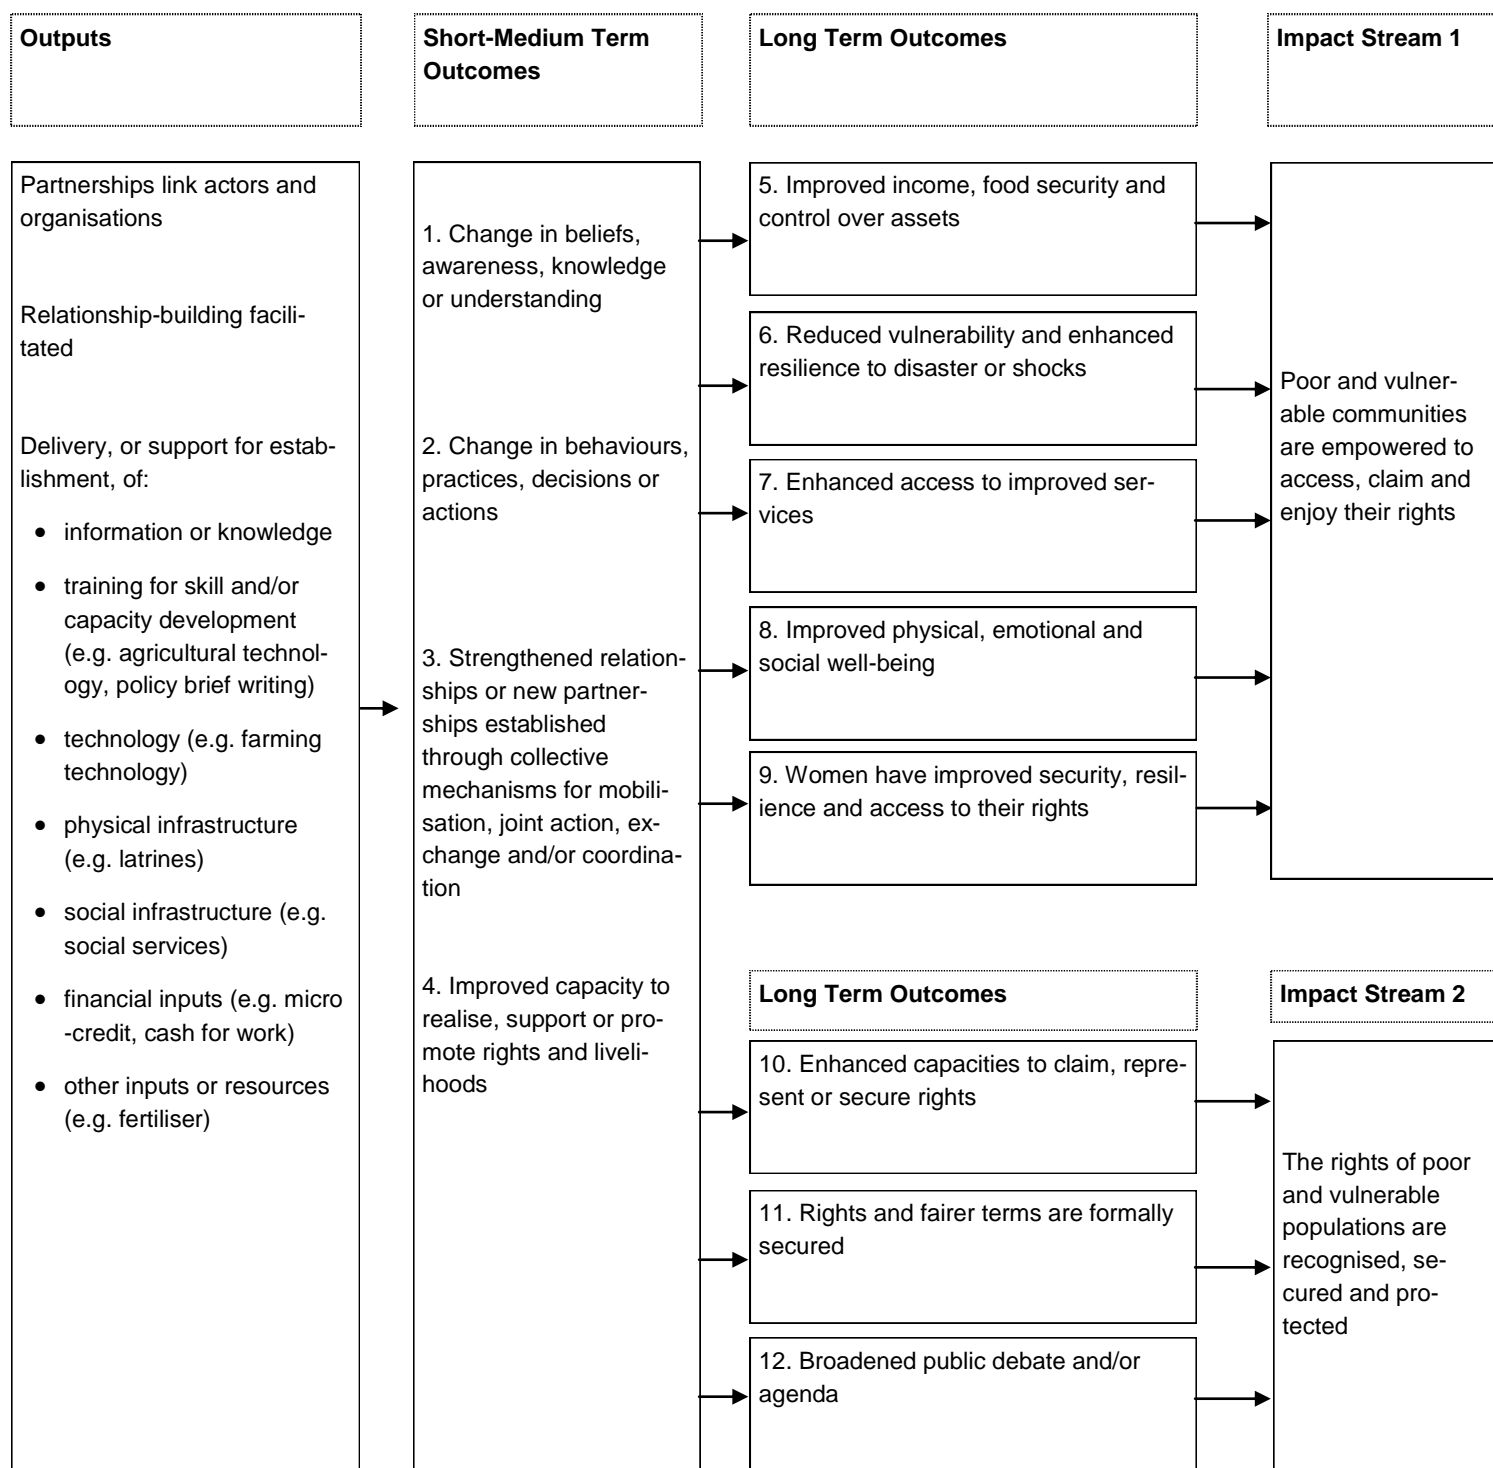 Outputs
Partnerships link actors and
organisations
Relationship-building facili-
tated
Delivery, or support for estab-
lishment, of:
• information or knowledge
• training for skill and/or
capacity development
(e.g. agricultural technol-
ogy, policy brief writing)
• technology (e.g. farming
technology)
• physical infrastructure
(e.g. latrines)
• social infrastructure (e.g.
social services)
• financial inputs (e.g. micro
-credit, cash for work)
• other inputs or resources
(e.g. fertiliser)
Short-Medium Term
Outcomes
1. Change in beliefs,
awareness, knowledge
or understanding
2. Change in behaviours,
practices, decisions or
actions
3. Strengthened relation-
ships or new partner-
ships established
through collective
mechanisms for mobili-
sation, joint action, ex-
change and/or coordina-
tion
4. Improved capacity to
realise, support or pro-
mote rights and liveli-
hoods
Long Term Outcomes
5. Improved income, food security and
control over assets
6. Reduced vulnerability and enhanced
resilience to disaster or shocks
7. Enhanced access to improved ser-
vices
8. Improved physical, emotional and
social well-being
9. Women have improved security, resil-
ience and access to their rights
Impact Stream 1
Poor and vulner-
able communities
are empowered to
access, claim and
enjoy their rights
Long Term Outcomes
10. Enhanced capacities to claim, repre-
sent or secure rights
11. Rights and fairer terms are formally
secured
12. Broadened public debate and/or
agenda
Impact Stream 2
The rights of poor
and vulnerable
populations are
recognised, se-
cured and pro-
tected